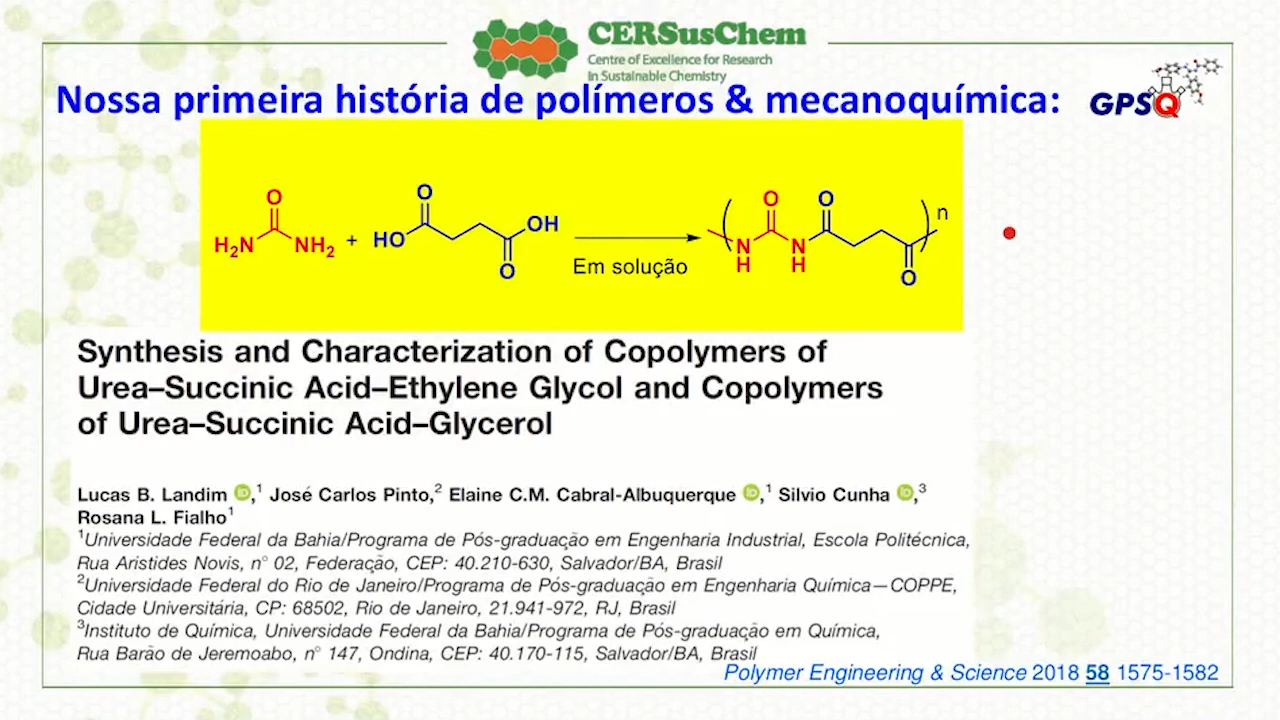 CERSusChem
Centre of Excellence for Research
in Sustainable Chemistry
Nossa primeira história de polímeros & mecanoquímica:
GPSQ
O
H₂N
NH₂
+
O
HO
OH
O
Em solução
O
N
H
N
H
O
O
n
Synthesis and Characterization of Copolymers of
Urea–Succinic Acid–Ethylene Glycol and Copolymers
of Urea–Succinic Acid–Glycerol
Lucas B. Landim iD,¹ José Carlos Pinto,² Elaine C.M. Cabral-Albuquerque iD,¹ Silvio Cunha iD,³
Rosana L. Fialho¹
¹Universidade Federal da Bahia/Programa de Pós-graduação em Engenharia Industrial, Escola Politécnica,
Rua Aristides Novis, n° 02, Federação, CEP: 40.210-630, Salvador/BA, Brasil
²Universidade Federal do Rio de Janeiro/Programa de Pós-graduação em Engenharia Química—COPPE,
Cidade Universitária, CP: 68502, Rio de Janeiro, 21.941-972, RJ, Brasil
³Instituto de Química, Universidade Federal da Bahia/Programa de Pós-graduação em Química,
Rua Barão de Jeremoabo, n° 147, Ondina, CEP: 40.170-115, Salvador/BA, Brasil
Polymer Engineering & Science 2018 58 1575-1582